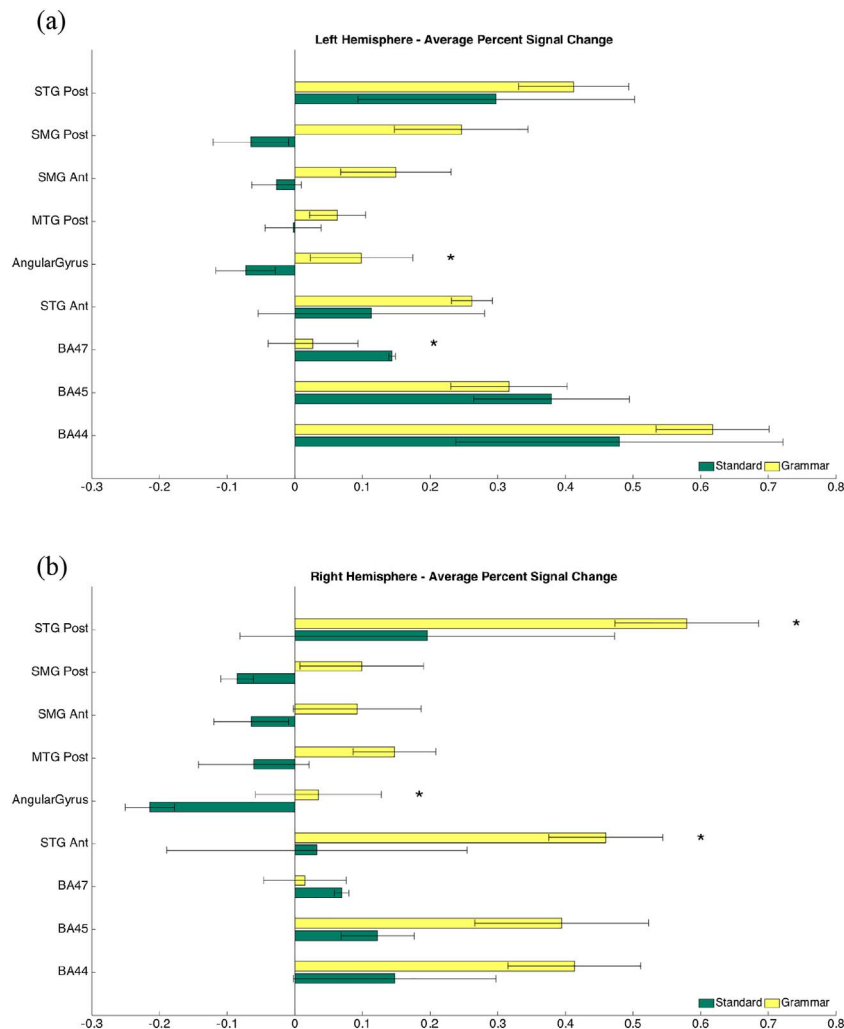 (a)
Left Hemisphere - Average Percent Signal Change
STG Post
SMG Post
SMG Ant
MTG Post
AngularGyrus
*
STG Ant
BA47
*
BA45
BA44
Standard Grammar
-0.3 -0.2 -0.1 0 0.1 0.2 0.3 0.4 0.5 0.6 0.7 0.8
(b)
Right Hemisphere - Average Percent Signal Change
STG Post
*
SMG Post
SMG Ant
MTG Post
AngularGyrus
*
STG Ant
*
BA47
BA45
BA44
Standard Grammar
-0.3 -0.2 -0.1 0 0.1 0.2 0.3 0.4 0.5 0.6 0.7 0.8